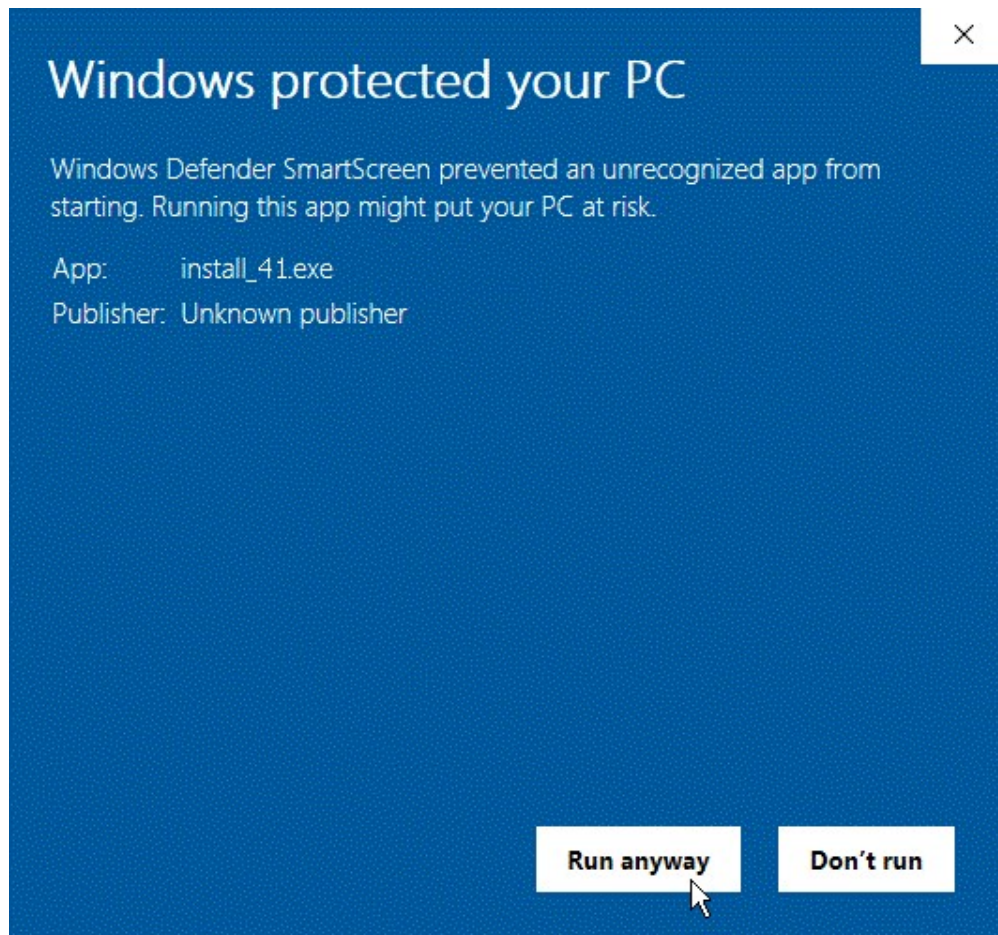 Windows protected your PC
Windows Defender SmartScreen prevented an unrecognized app from
starting. Running this app might put your PC at risk.
App: install_41.exe
Publisher: Unknown publisher
Run anyway Don’t run